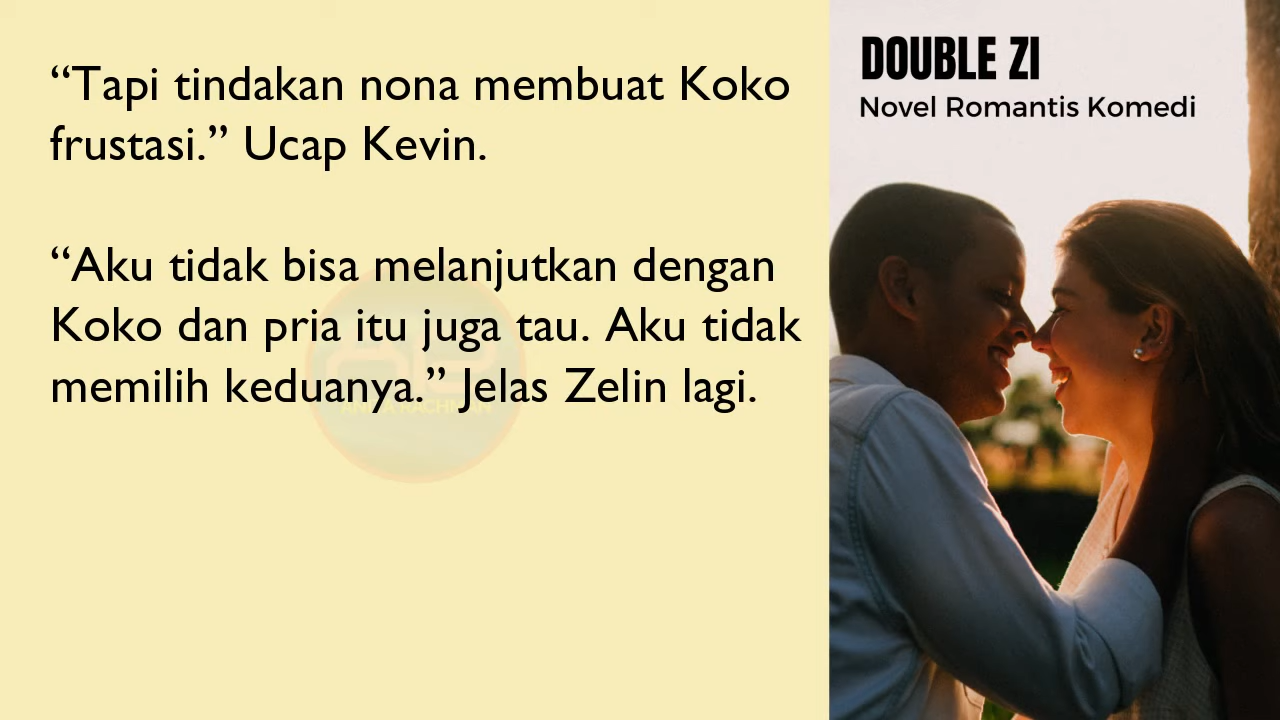 “Tapi tindakan nona membuat Koko
frustasi.” Ucap Kevin.
“Aku tidak bisa melanjutkan dengan
Koko dan pria itu juga tau. Aku tidak
memilih keduanya.” Jelas Zelin lagi.
DOUBLE ZI
Novel Romantis Komedi